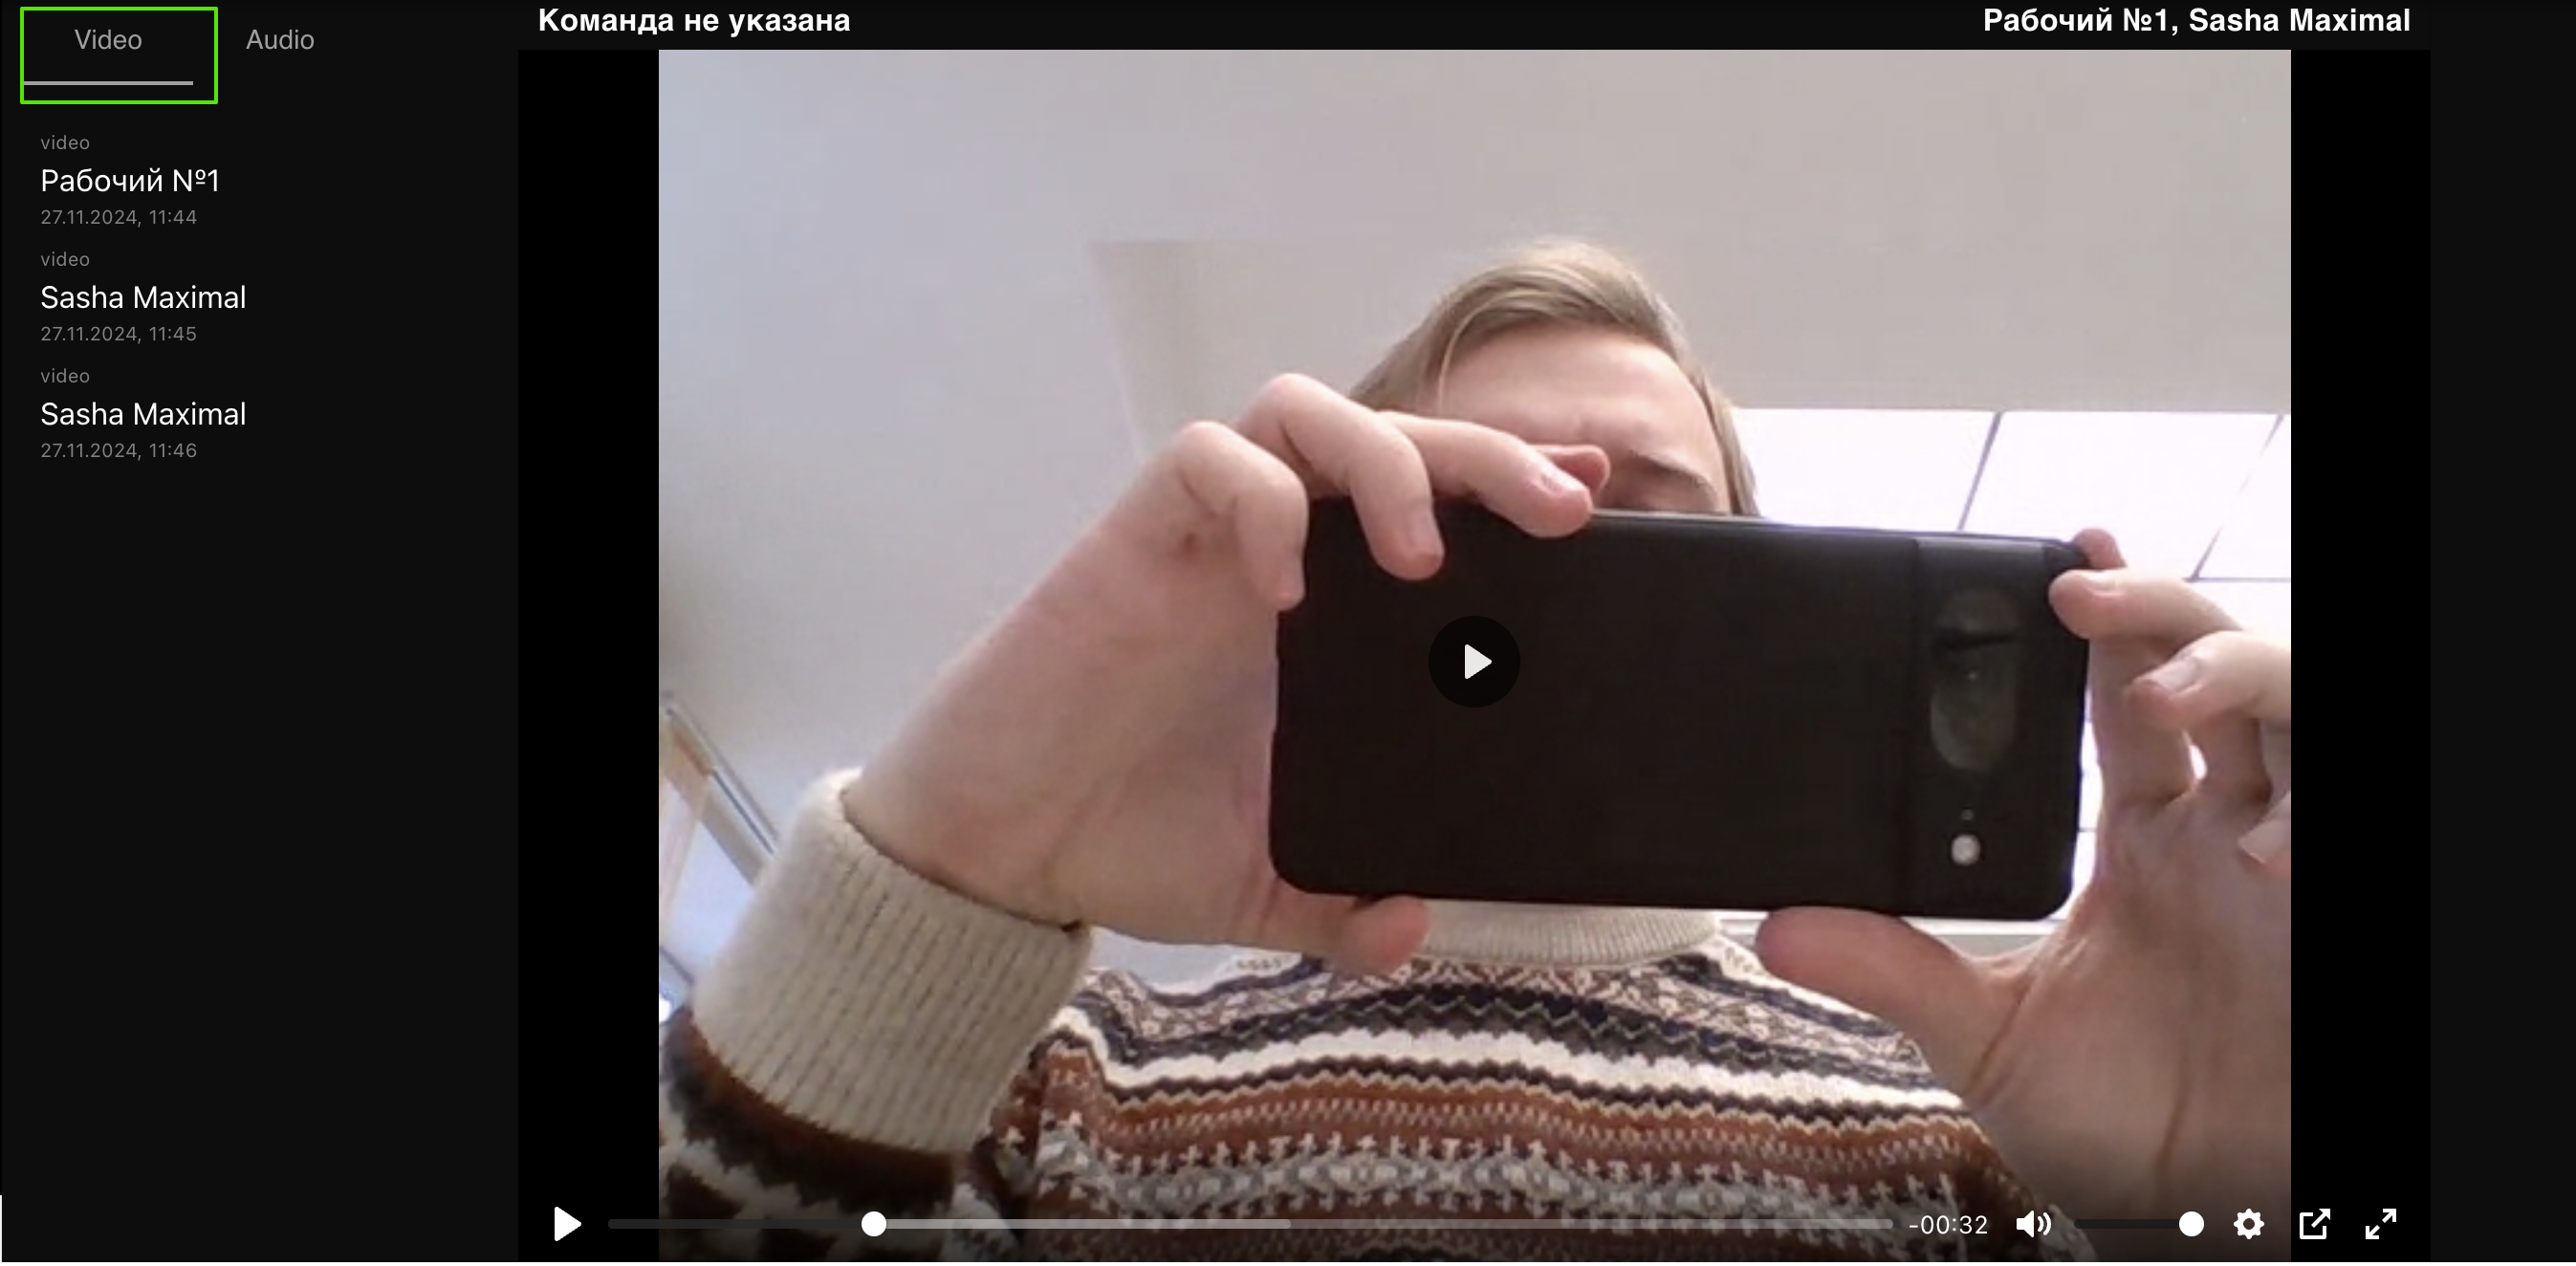 Video
Audio
Команда не указана
Рабочий №1, Sasha Maximal
video
Рабочий №1
27.11.2024, 11:44
video
Sasha Maximal
27.11.2024, 11:45
video
Sasha Maximal
27.11.2024, 11:46
-00:32